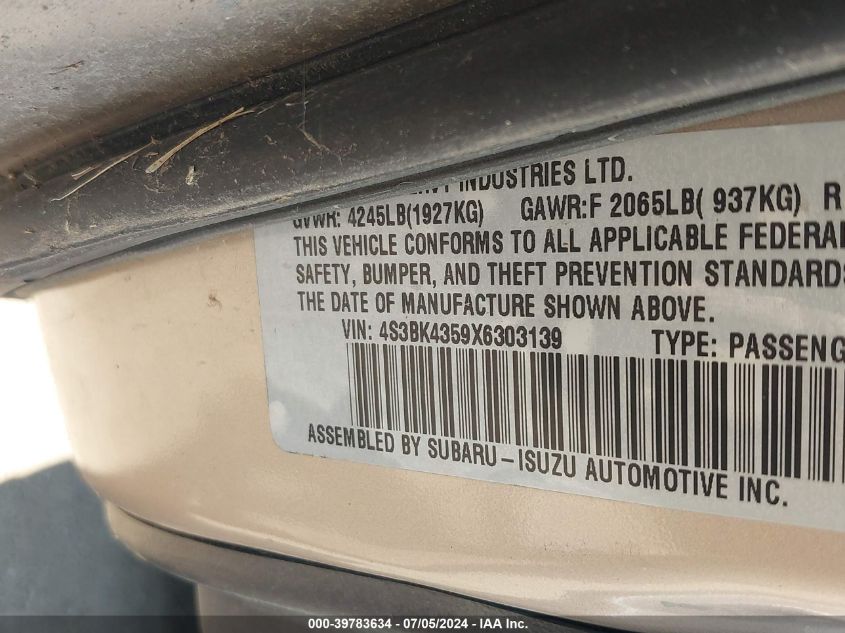 INDUSTRIES LTD.
GVWR: 4245LB(1927KG) GAWR:F 2065LB( 937KG) R
THIS VEHICLE CONFORMS TO ALL APPLICABLE FEDERAL
SAFETY, BUMPER, AND THEFT PREVENTION STANDARDS
THE DATE OF MANUFACTURE SHOWN ABOVE.
VIN: 4S3BK4359X6303139 TYPE: PASSENG
ASSEMBLED BY SUBARU-ISUZU AUTOMOTIVE INC.
000-39783634 - 07/05/2024 - IAAI.com